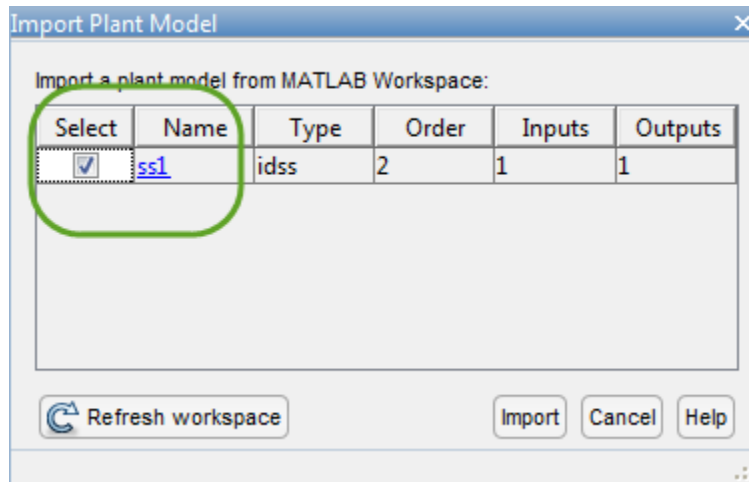 Import Plant Model
Import a plant model from MATLAB Workspace:
Select Name Type Order Inputs Outputs
ss1 idss 2 1 1
Refresh workspace Import Cancel Help